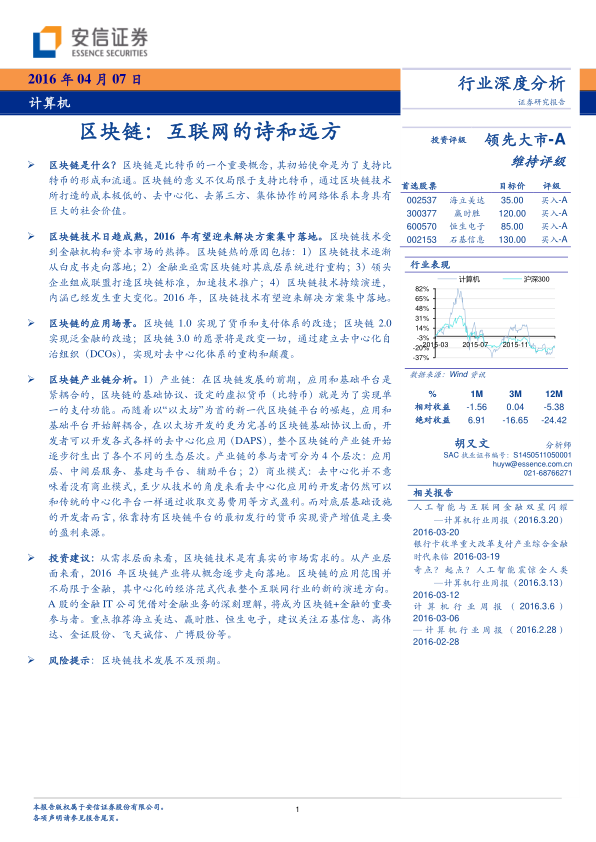 安信证券
ESSENCE SECURITIES
2016 年 04 月 07 日
计算机
行业深度分析
证券研究报告
区块链：互联网的诗和远方
➢ 区块链是什么？区块链是比特币的一个重要概念,其初始使命是为了支持比
特币的形成和流通。区块链的意义不仅局限于支持比特币，通过区块链技术
所打造的成本极低的、去中心化、去第三方、集体协作的网络体系本身具有
巨大的社会价值。
➢ 区块链技术日趋成熟，2016 年有望迎来解决方案集中落地。区块链技术受
到金融机构和资本市场的热捧。区块链热的原因包括：1）区块链技术逐渐
从白皮书走向落地；2）金融业亟需区块链对其底层系统进行重构；3）领头
企业组成联盟打造区块链标准，加速技术推广；4）区块链技术持续演进，
内涵已经发生重大变化。2016 年，区块链技术有望迎来解决方案集中落地。
➢ 区块链的应用场景。区块链 1.0 实现了货币和支付体系的改造；区块链 2.0
实现泛金融的改造；区块链 3.0 的愿景将是改变一切，通过建立去中心化自
治组织（DCOs），实现对去中心化体系的重构和颠覆。
➢ 区块链产业链分析。1）产业链：在区块链发展的前期，应用和基础平台是
紧耦合的，区块链的基础协议、设定的虚拟货币（比特币）就是为了实现单
一的支付功能。而随着以“以太坊”为首的新一代区块链平台的崛起，应用和
基础平台开始解耦合，在以太坊开发的更为完善的区块链基础协议上面，开
发者可以开发各式各样的去中心化应用（DAPS），整个区块链的产业链开始
逐步衍生出了各个不同的生态层次。产业链的参与者可分为 4 个层次：应用
层、中间层服务、基建与平台、辅助平台；2）商业模式：去中心化并不意
味着没有商业模式,至少从技术的角度来看去中心化应用的开发者仍然可以
和传统的中心化平台一样通过收取交易费用等方式盈利。而对底层基础设施
的开发者而言，依靠持有区块链平台的最初发行的货币实现资产增值是主要
的盈利来源。
➢ 投资建议：从需求层面来看，区块链技术是有真实的市场需求的。从产业层
面来看，2016 年区块链产业将从概念逐步走向落地。区块链的应用范围并
不局限于金融，其中心化的经济范式代表整个互联网行业的新的演进方向。
A 股的金融 IT 公司凭借对金融业务的深刻理解，将成为区块链+金融的重要
参与者。重点推荐海立美达、赢时胜、恒生电子，建议关注石基信息、高伟
达、金证股份、飞天诚信、广博股份等。
➢ 风险提示：区块链技术发展不及预期。
投资评级 领先大市-A
维持评级
首选股票 目标价 评级
002537 海立美达 35.00 买入-A
300377 赢时胜 120.00 买入-A
600570 恒生电子 85.00 买入-A
002153 石基信息 130.00 买入-A
行业表现
计算机 沪深300
82%
65%
48%
31%
14%
-3%
-20%
-37%
2015-03 2015-07 2015-11
数据来源：Wind 资讯
% 1M 3M 12M
相对收益 -1.56 0.04 -5.38
绝对收益 6.91 -16.65 -24.42
胡又文 分析师
SAC 执业证书编号：S1450511050001
huyw@essence.com.cn
021-68766271
相关报告
人工智能与互联网金融双星闪耀
—计算机行业周报（2016.3.20）
2016-03-20
银行卡收单重大改革支付产业综合金融
时代来临 2016-03-19
奇点？起点？人工智能震惊全人类
—计算机行业周报（2016.3.13）
2016-03-12
计算机行业周报（2016.3.6）
2016-03-06
—计算机行业周报（2016.2.28）
2016-02-28
本报告版权属于安信证券股份有限公司。
各项声明请参见报告尾页。
1